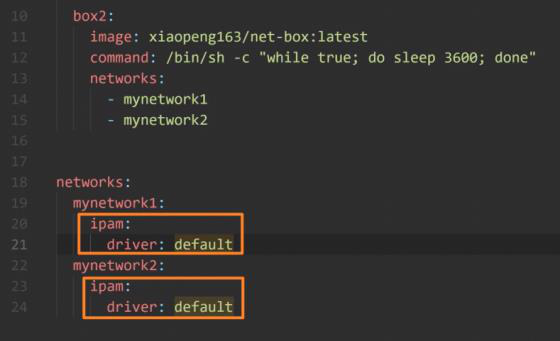 10 box2:
11 image: xiaopeng163/net-box:latest
12 command: /bin/sh -c "while true; do sleep 3600; done"
13 networks:
14 - mynetwork1
15 - mynetwork2
16
17
18 networks:
19 mynetwork1:
20 ipam:
21 driver: default
22 mynetwork2:
23 ipam:
24 driver: default